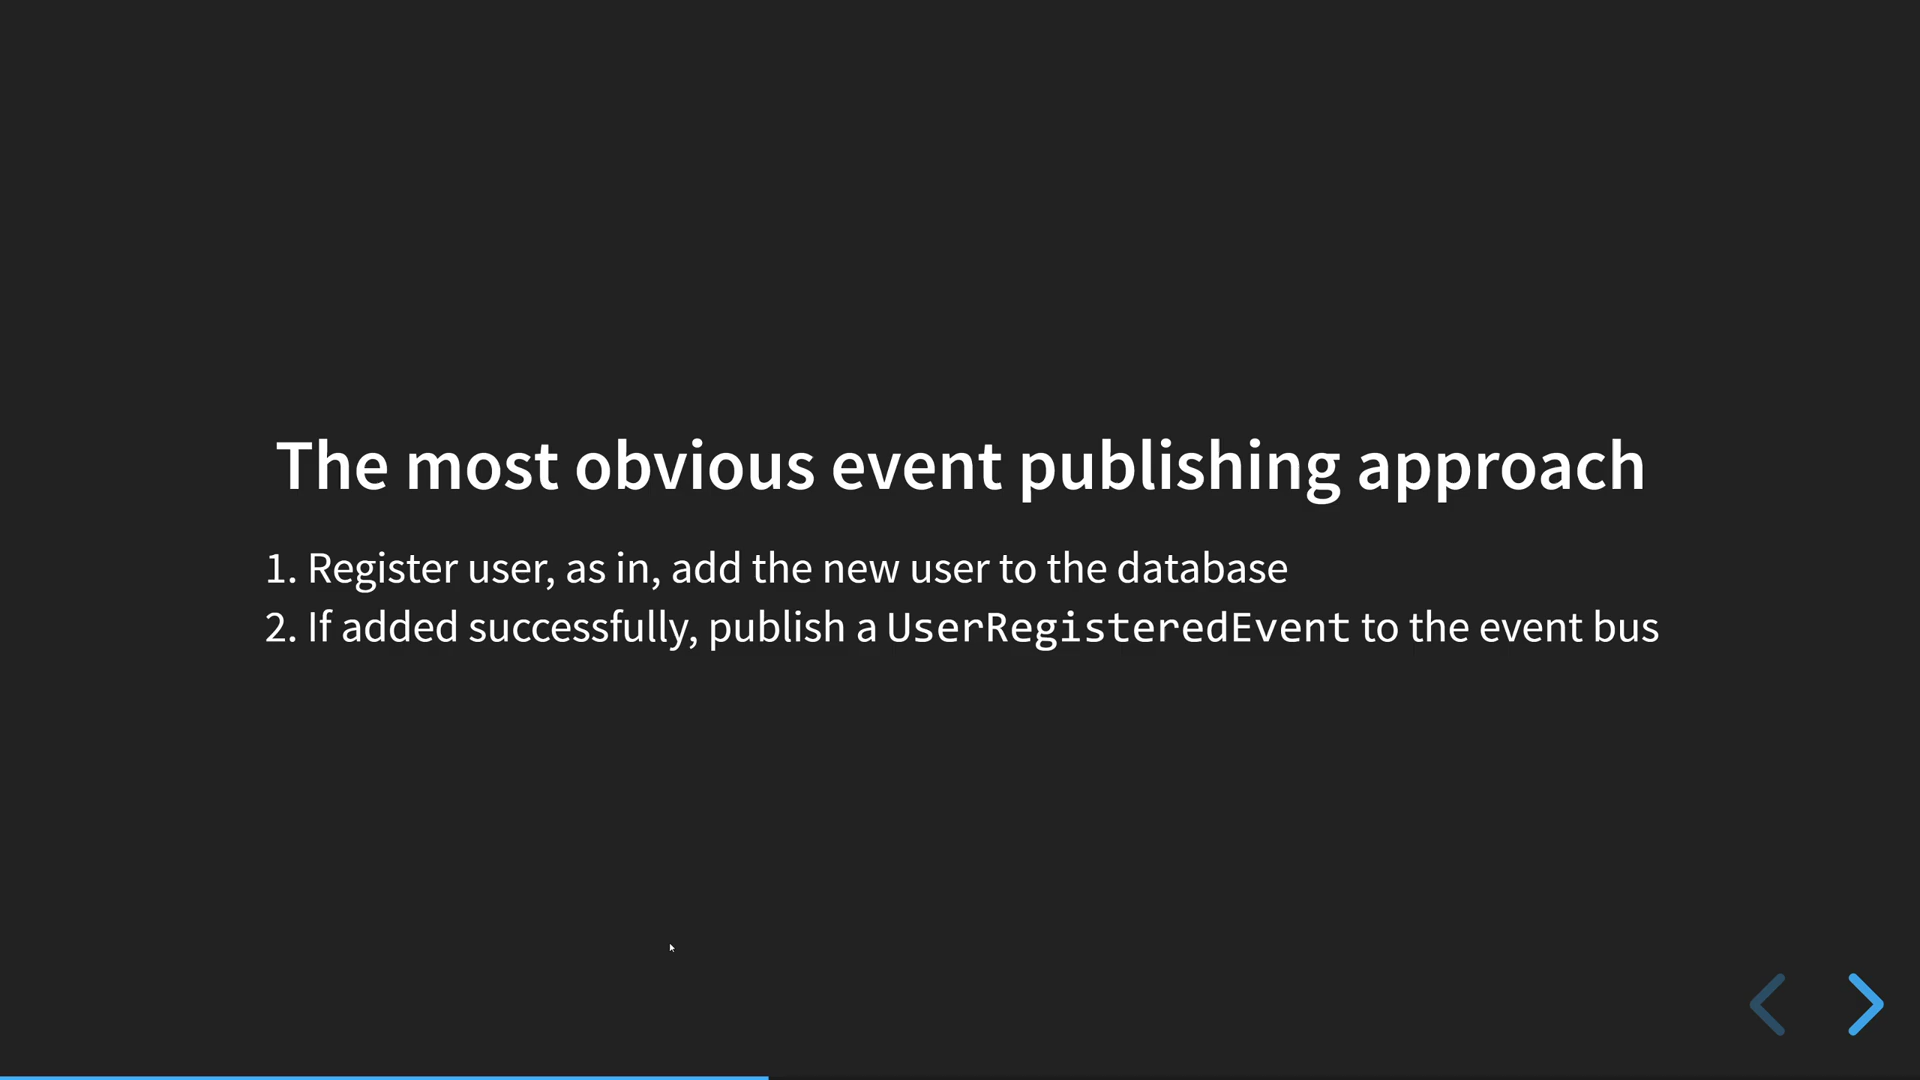 The most obvious event publishing approach
1. Register user, as in, add the new user to the database
2. If added successfully, publish a UserRegisteredEvent to the event bus